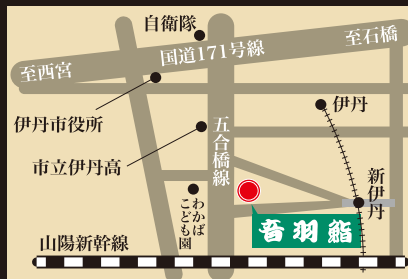 自衛隊
至石橋
国道171号線
至西宮
伊丹
伊丹市役所
五合橋線
市立伊丹高
新伊丹
わかば
こども園
音羽鮨
山陽新幹線